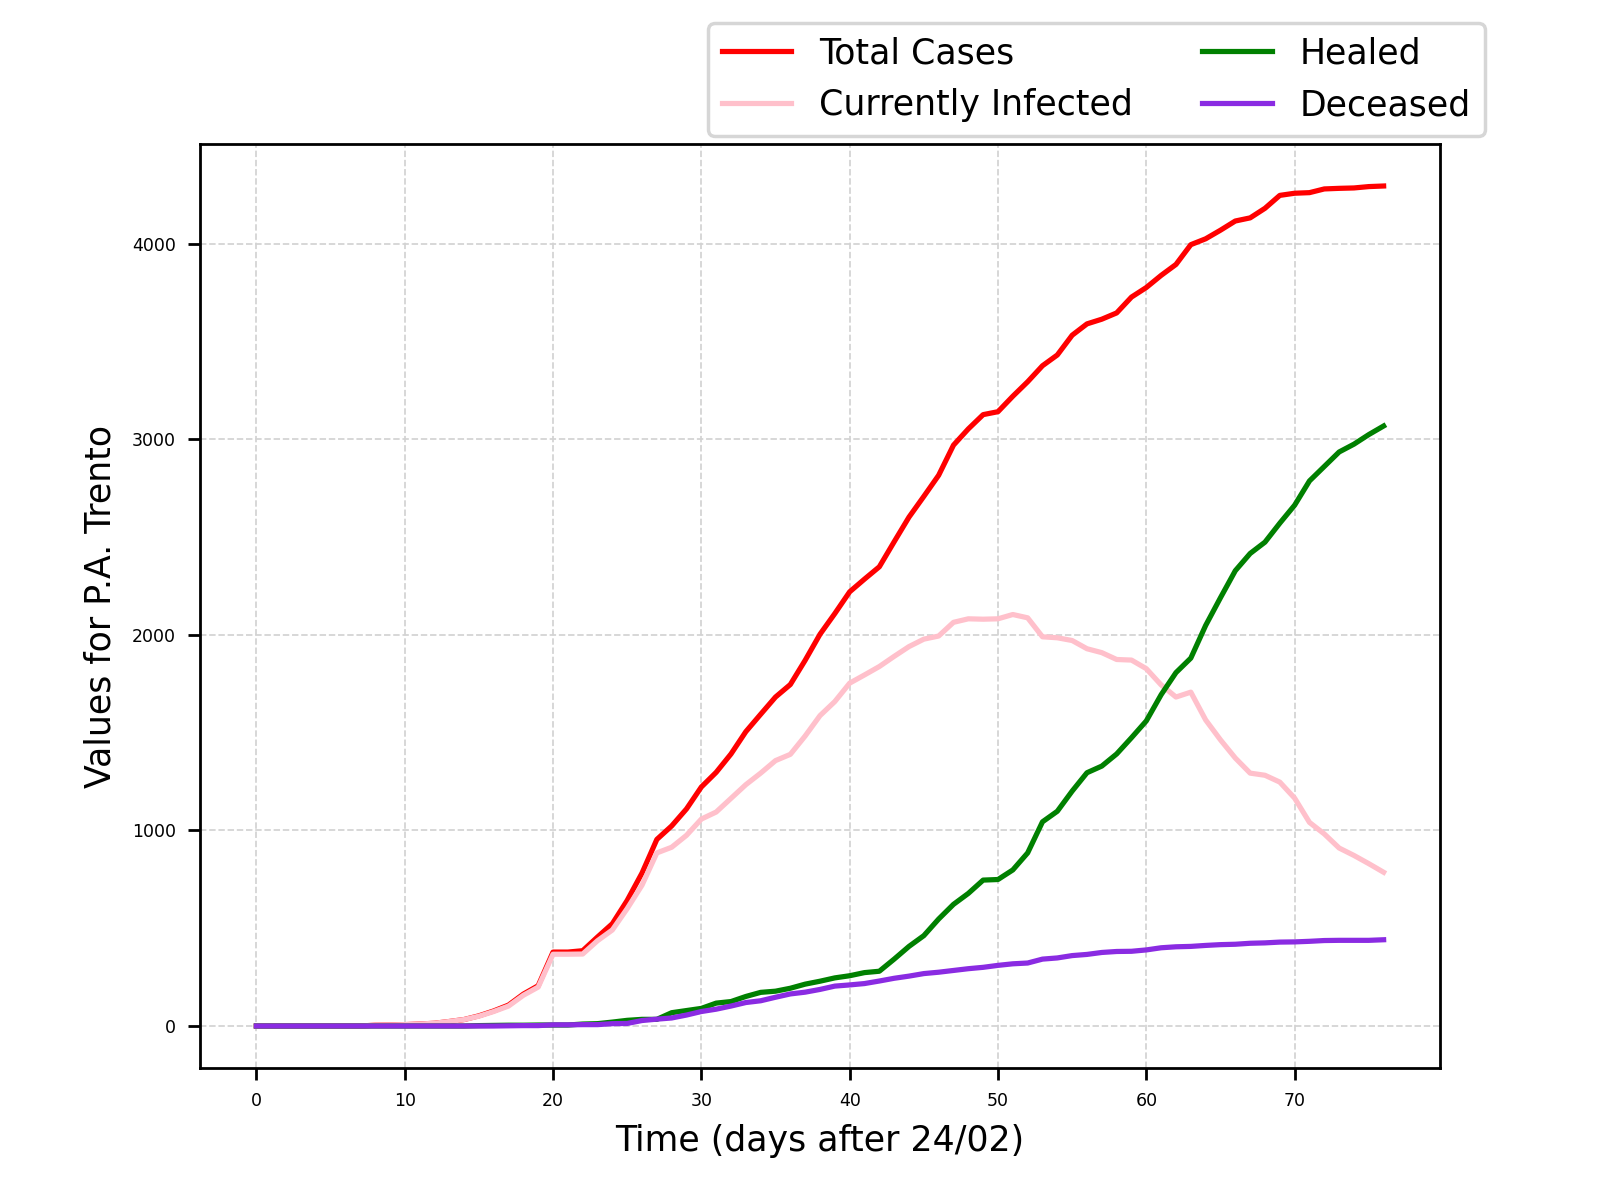 Total Cases
Currently Infected
Healed
Deceased
Values for P.A. Trento
4000
3000
2000
1000
0
0 10 20 30 40 50 60 70
Time (days after 24/02)